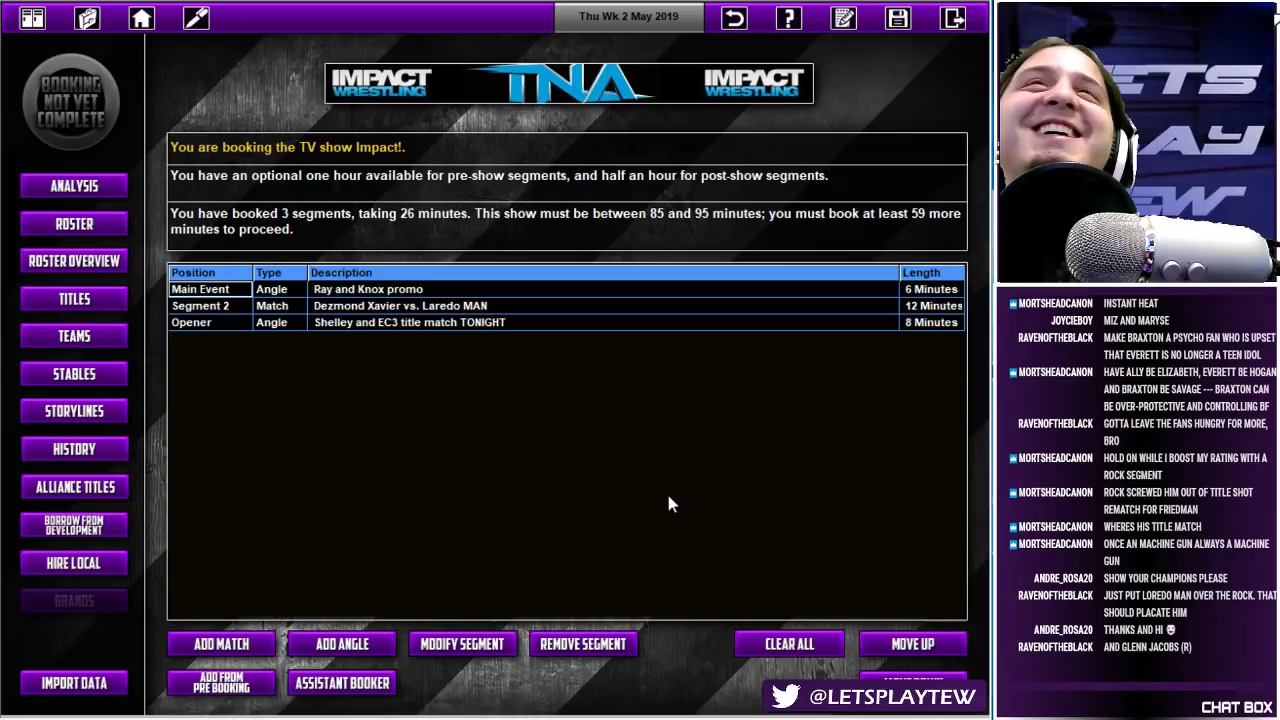 Thu Wk 2 May 2019
BOOKING
NOT YET
COMPLETE
IMPACT
WRESTLING
TNA
IMPACT
WRESTLING
You are booking the TV show Impact!.
You have an optional one hour available for pre-show segments, and half an hour for post-show segments.
You have booked 3 segments, taking 26 minutes. This show must be between 85 and 95 minutes; you must book at least 59 more
minutes to proceed.
ANALYSIS
ROSTER
ROSTER OVERVIEW
TITLES
TEAMS
STABLES
STORYLINES
HISTORY
ALLIANCE TITLES
BORROW FROM
DEVELOPMENT
HIRE LOCAL
BRANDS
IMPORT DATA
Position Type Description Length
Main Event Angle Ray and Knox promo 6 Minutes
Segment 2 Match Dezmond Xavier vs. Laredo MAN 12 Minutes
Opener Angle Shelley and EC3 title match TONIGHT 8 Minutes
ADD MATCH ADD ANGLE MODIFY SEGMENT REMOVE SEGMENT CLEAR ALL MOVE UP
ADD FROM
PRE BOOKING
ASSISTANT BOOKER
@LETSPLAYTEW
ETS
AY
EW
MORTSHEADCANON INSTANT HEAT
JOYCIEBOY MIZ AND MARYSE
RAVENOFTHEBLACK MAKE BRAXTON A PSYCHO FAN WHO IS UPSET
THAT EVERETT IS NO LONGER A TEEN IDOL
MORTSHEADCANON HAVE ALLY BE ELIZABETH, EVERETT BE HOGAN
AND BRAXTON BE SAVAGE --- BRAXTON CAN
BE OVER-PROTECTIVE AND CONTROLLING BF
RAVENOFTHEBLACK GOTTA LEAVE THE FANS HUNGRY FOR MORE,
BRO
MORTSHEADCANON HOLD ON WHILE I BOOST MY RATING WITH A
ROCK SEGMENT
MORTSHEADCANON ROCK SCREWED HIM OUT OF TITLE SHOT
REMATCH FOR FRIEDMAN
MORTSHEADCANON WHERES HIS TITLE MATCH
MORTSHEADCANON ONCE AN MACHINE GUN ALWAYS A MACHINE
GUN
ANDRE_ROSA20 SHOW YOUR CHAMPIONS PLEASE
RAVENOFTHEBLACK JUST PUT LOREDO MAN OVER THE ROCK. THAT
SHOULD PLACATE HIM
ANDRE_ROSA20 THANKS AND HI
RAVENOFTHEBLACK AND GLENN JACOBS (R)
CHAT BOX